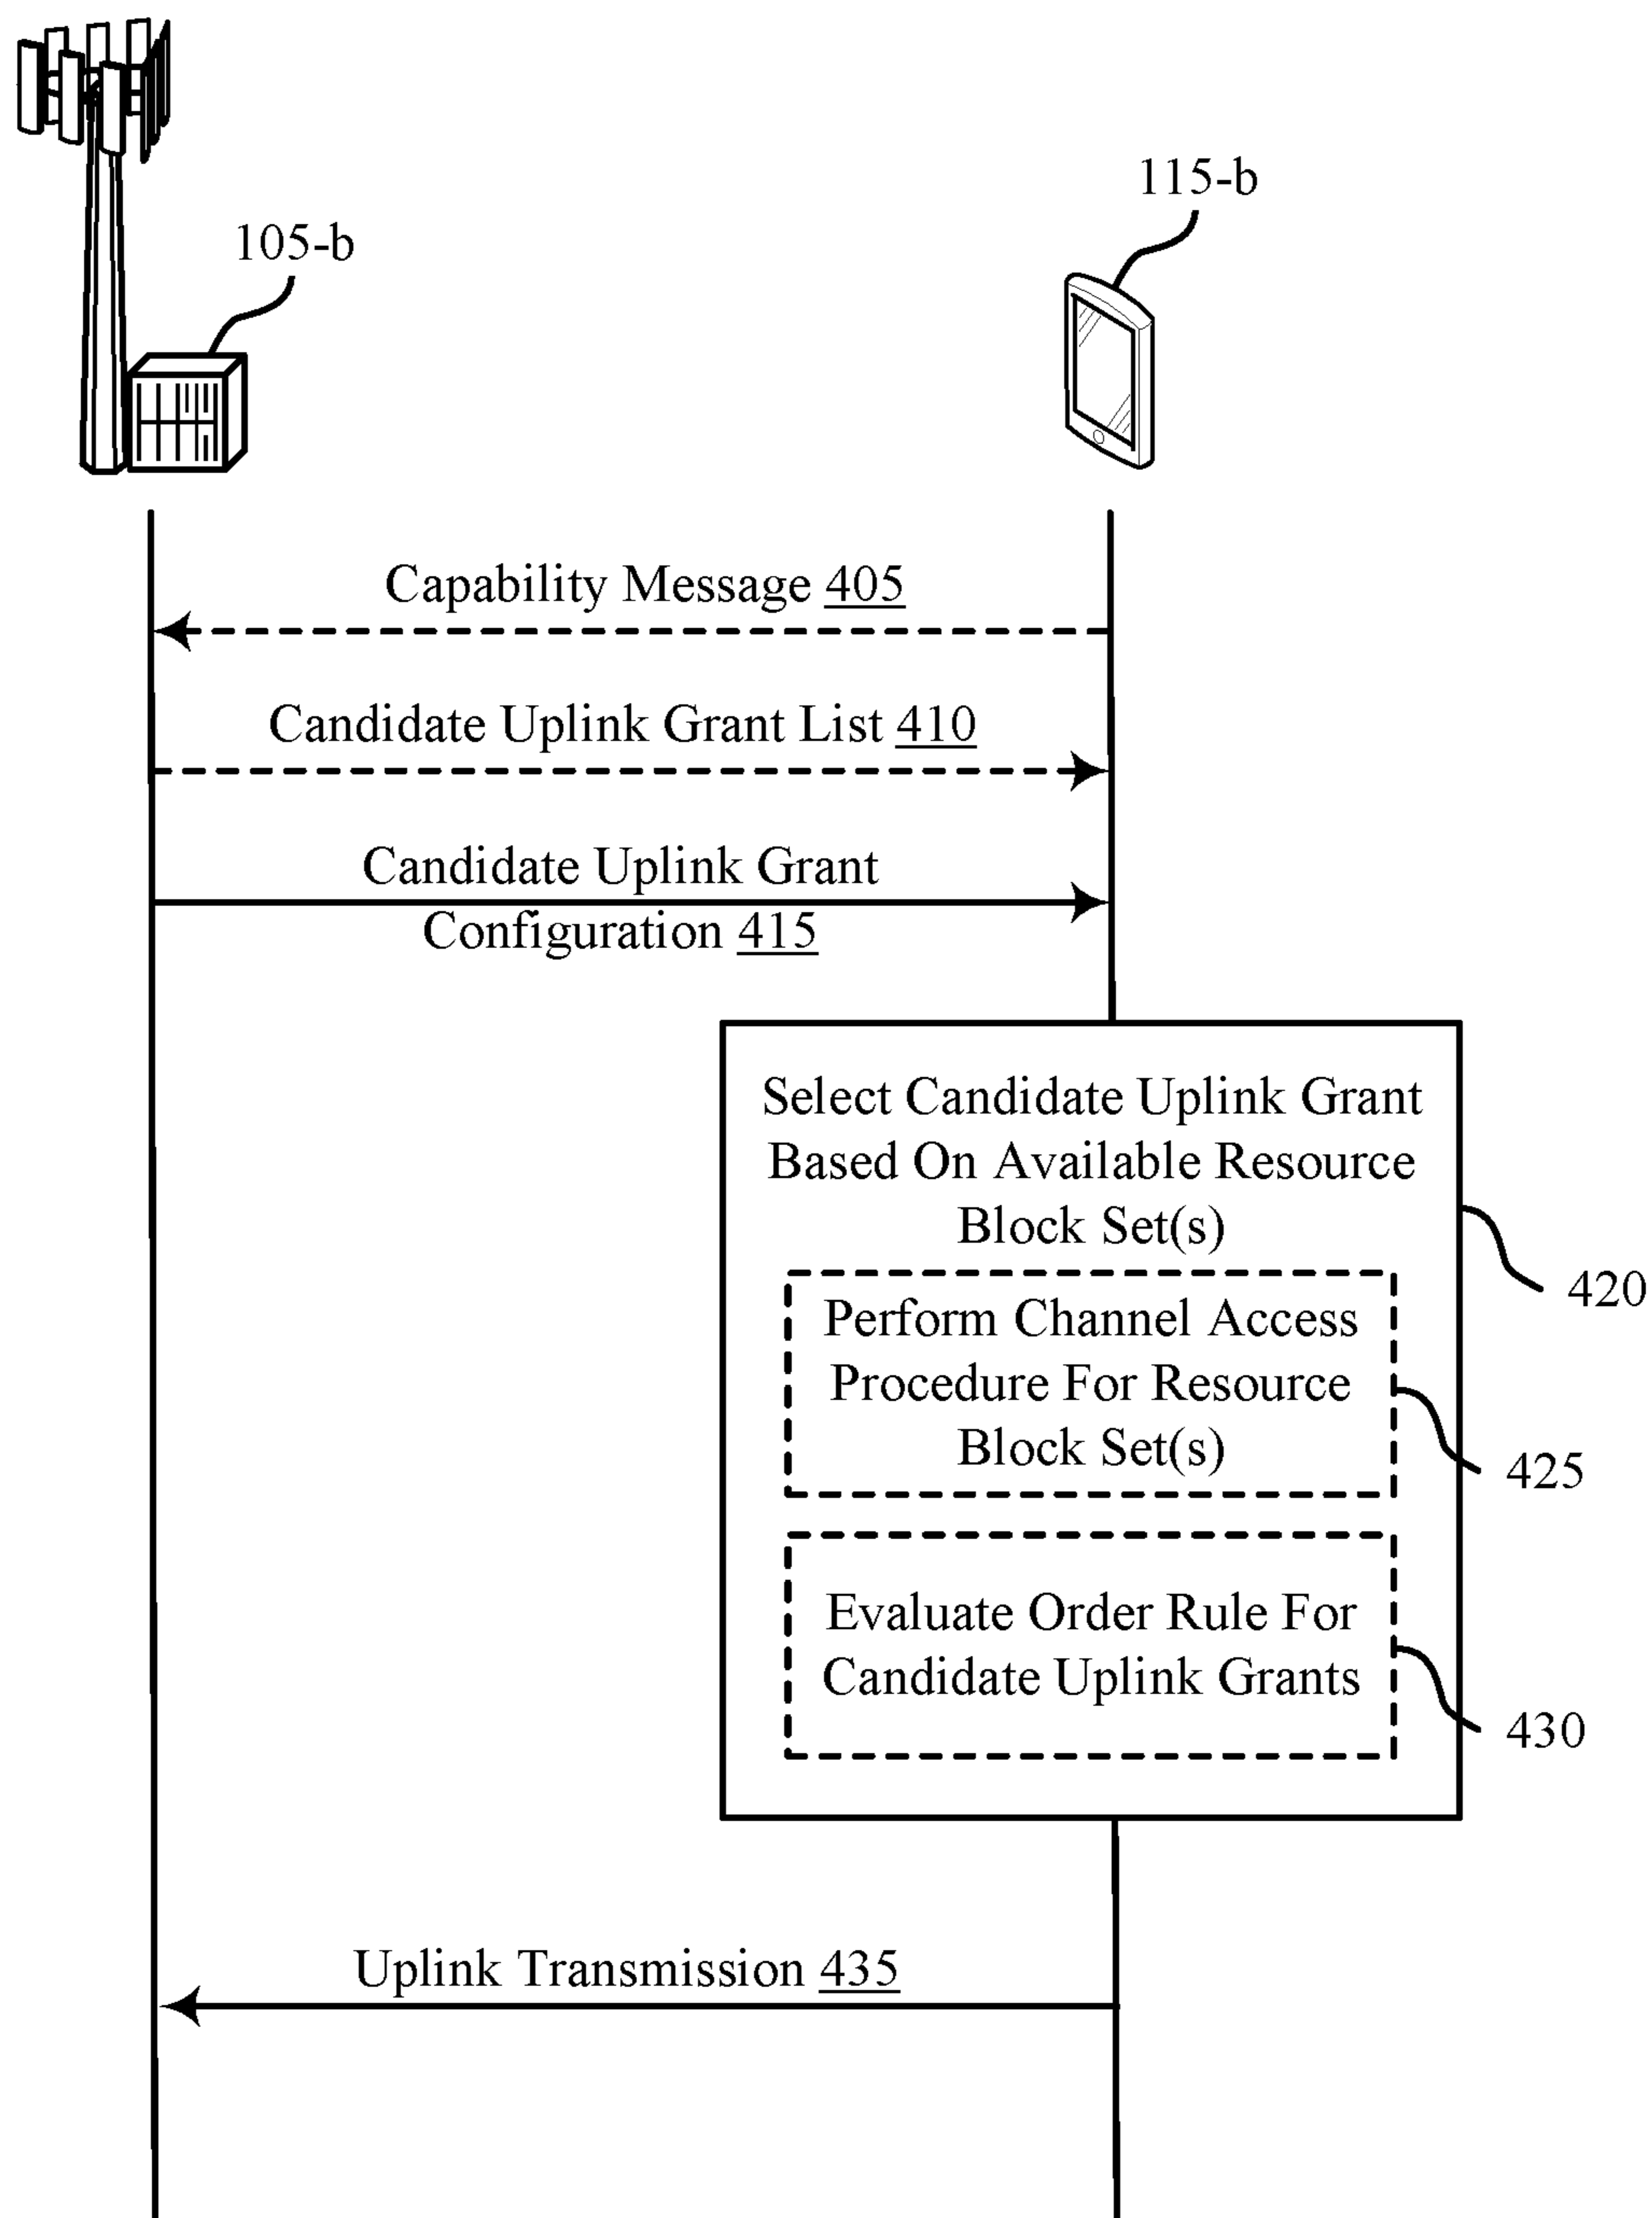 115-b
105-b
Capability Message 405
Candidate Uplink Grant List 410
Candidate Uplink Grant
Configuration 415
Select Candidate Uplink Grant
Based On Available Resource
Block Set(s)
420
Perform Channel Access
Procedure For Resource
Block Set(s)
425
Evaluate Order Rule For
Candidate Uplink Grants
430
Uplink Transmission 435